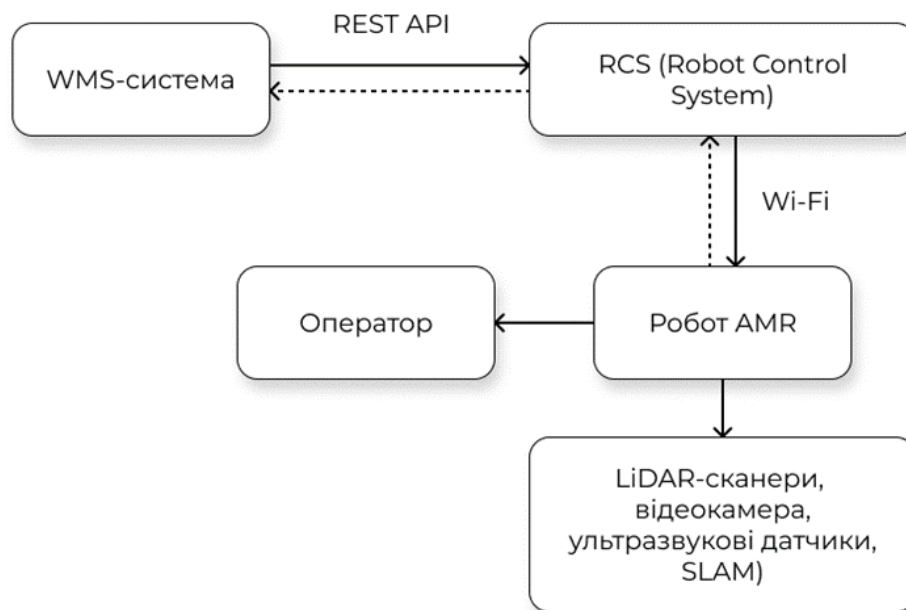 REST API
WMS-система
RCS (Robot Control
System)
Wi-Fi
Оператор
Робот AMR
LiDAR-сканери,
відеокамера,
ультразвукові датчики,
SLAM)